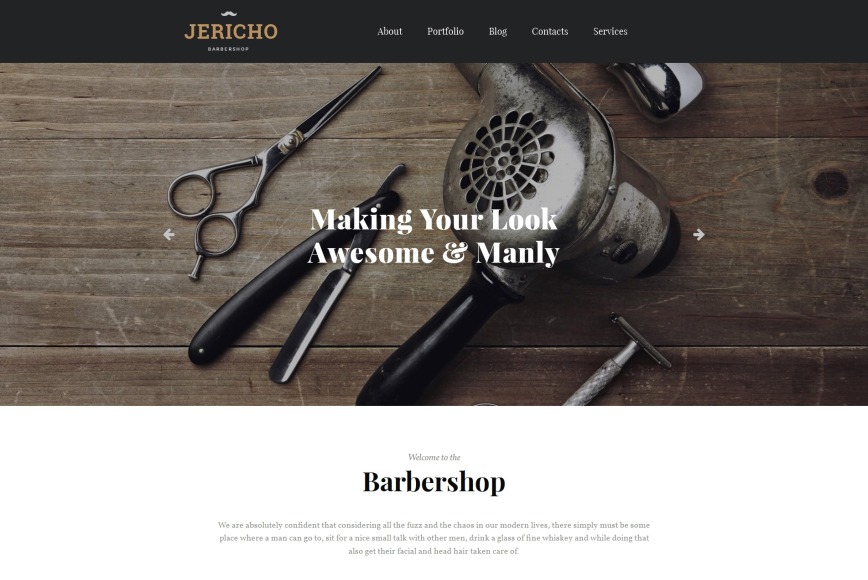 JERICHO
BARBERSHOP
About Portfolio Blog Contacts Services
Making Your Look
Awesome & Manly
Welcome to the
Barbershop
We are absolutely confident that considering all the fuzz and the chaos in our modern lives, there simply must be some
place where a man can go to, sit for a nice small talk with other men, drink a glass of fine whiskey and while doing that
also get their facial and head hair taken care of.